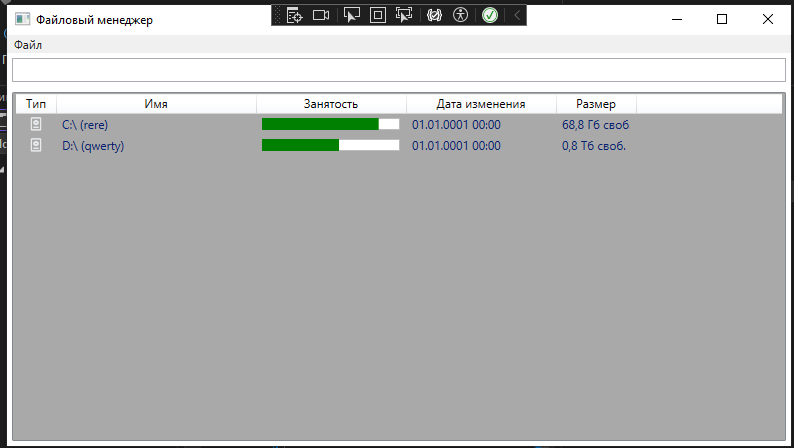 Файловый менеджер
Файл
Тип Имя Занятость Дата изменения Размер
C:\ (rere) 01.01.0001 00:00 68,8 Гб своб
D:\ (qwerty) 01.01.0001 00:00 0,8 Тб своб.